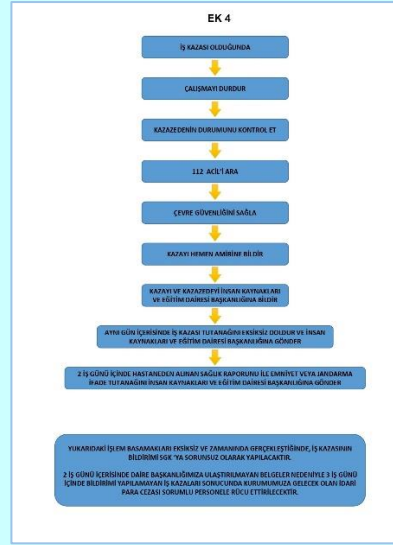 EK 4
İŞ KAZASI OLDUĞUNDA
ÇALIŞMAYI DURDUR
KAZAZEDENİN DURUMUNU KONTROL ET
112 ACİL'İ ARA
ÇEVRE GÜVENLİĞİNİ SAĞLA
KAZAYI HEMEN AMİRİNE BİLDİR
KAZAYI VE KAZAZEDEYİ İNSAN KAYNAKLARI
VE EĞİTİM DAİRESİ BAŞKANLIĞINA BİLDİR
AYNI GÜN İÇERİSİNDE İŞ KAZASI TUTANAĞINI EKSİKSİZ DOLDUR VE İNSAN
KAYNAKLARI VE EĞİTİM DAİRESİ BAŞKANLIĞINA GÖNDER
2 İŞ GÜNÜ İÇİNDE HASTANEDEN ALINAN SAĞLIK RAPORUNU İLE EMNİYET VEYA JANDARMA
İFADE TUTANAĞINI İNSAN KAYNAKLARI VE EĞİTİM DAİRESİ BAŞKANLIĞINA GÖNDER
YUKARIDAKİ İŞLEM BASAMAKLARI EKSİKSİZ VE ZAMANINDA GERÇEKLEŞTİĞİNDE, İŞ KAZASININ
BİLDİRİMİ SGK 'YA SORUNSUZ OLARAK YAPILACAKTIR.
2 İŞ GÜNÜ İÇERİSİNDE DAİRE BAŞKANLIĞIMIZA ULAŞTIRILMAYAN BELGELER NEDENİYLE 3 İŞ GÜNÜ
İÇİNDE BİLDİRİMİ YAPILAMAYAN İŞ KAZALARI SONUCUNDA KURUMUMUZA GELECEK OLAN İDARİ
PARA CEZASI SORUMLU PERSONELE RÜCU ETTİRİLECEKTİR.